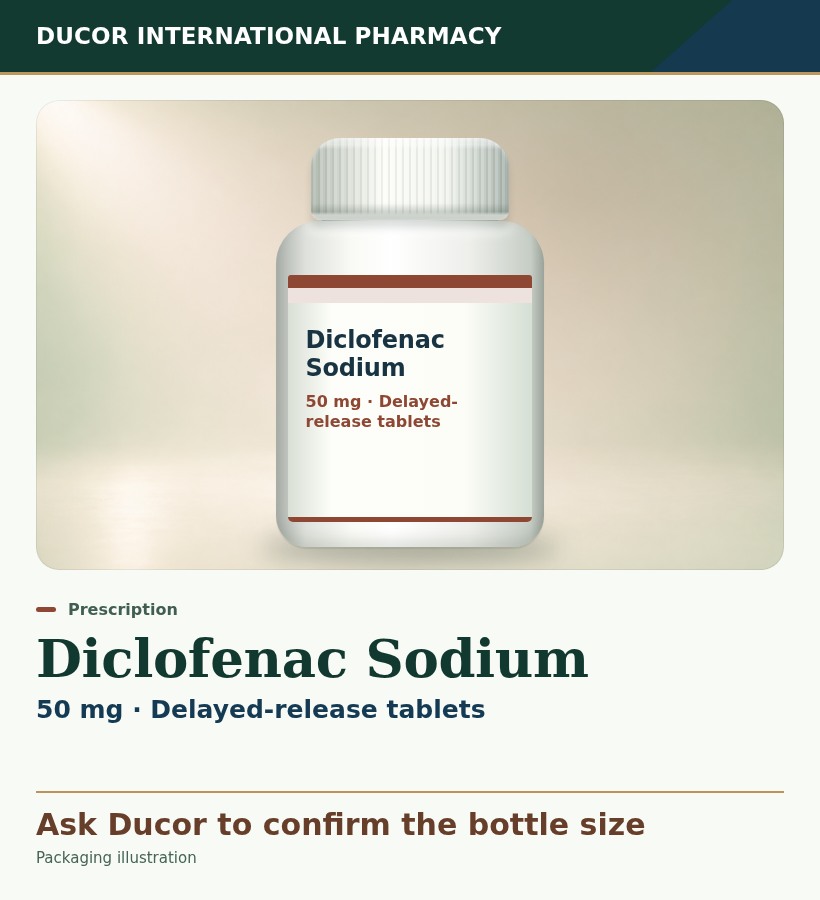 DUCOR INTERNATIONAL PHARMACY
Diclofenac
Sodium
50 mg · Delayed-
release tablets
Prescription
Diclofenac Sodium
50 mg · Delayed-release tablets
Ask Ducor to confirm the bottle size
Packaging illustration